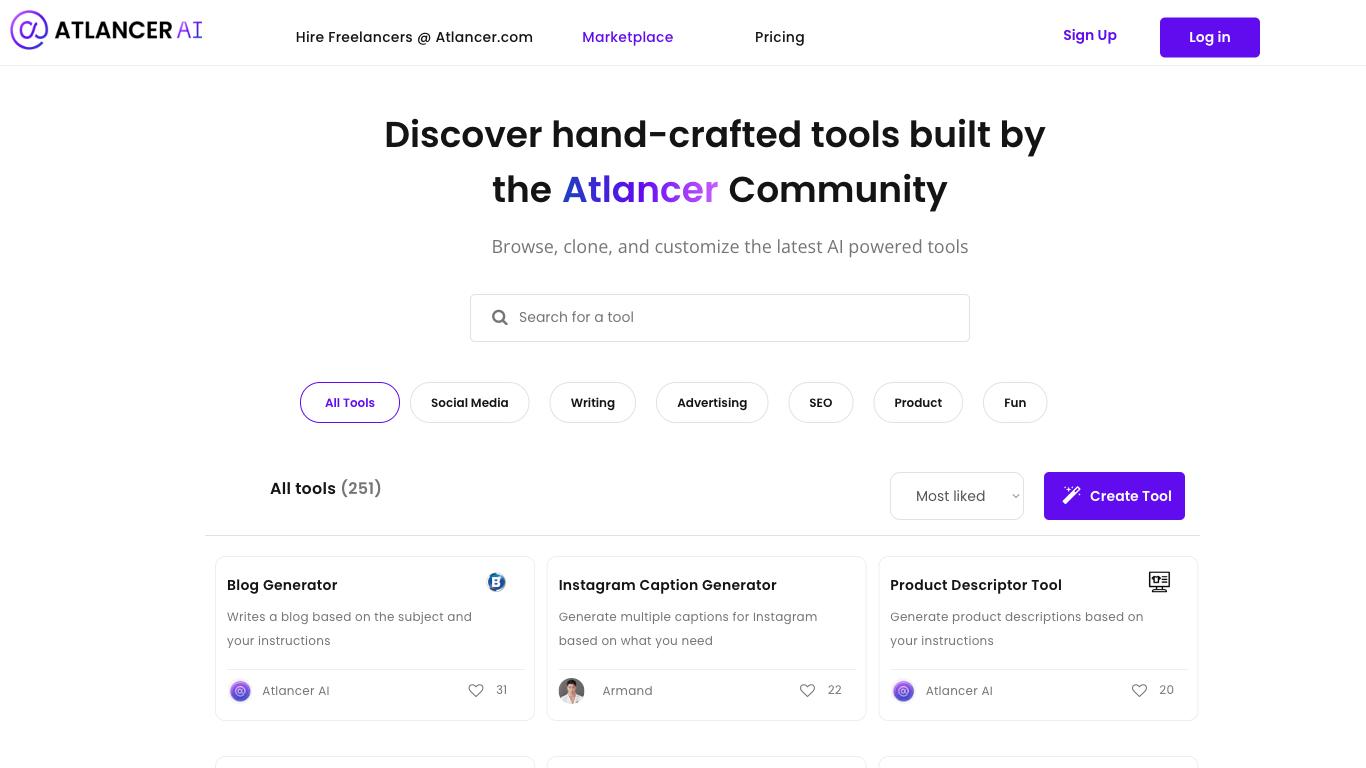 ATLANCER AI
Hire Freelancers @ Atlancer.com
Marketplace
Pricing
Sign Up
Log in
Discover hand-crafted tools built by
the Atlancer Community
Browse, clone, and customize the latest AI powered tools
Search for a tool
All Tools
Social Media
Writing
Advertising
SEO
Product
Fun
All tools (251)
Most liked
Create Tool
Blog Generator
Writes a blog based on the subject and
your instructions
Atlancer AI
31
Instagram Caption Generator
Generate multiple captions for Instagram
based on what you need
Armand
22
Product Descriptor Tool
Generate product descriptions based on
your instructions
Atlancer AI
20